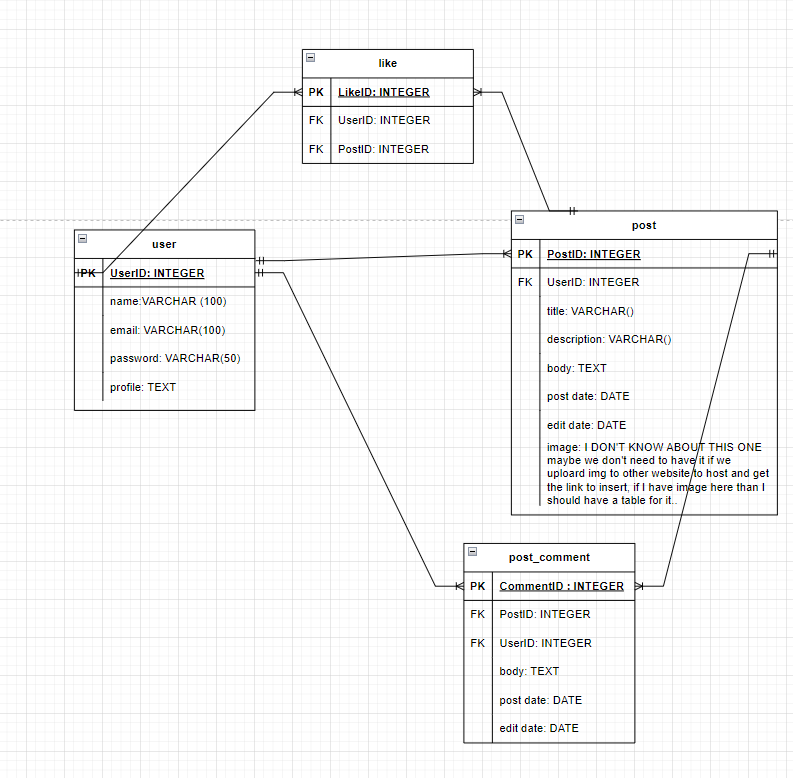 like
PK LikeID: INTEGER
FK UserID: INTEGER
FK PostID: INTEGER
user
PK UserID: INTEGER
name:VARCHAR (100)
email: VARCHAR(100)
password: VARCHAR(50)
profile: TEXT
post
PK PostID: INTEGER
FK UserID: INTEGER
title: VARCHAR()
description: VARCHAR()
body: TEXT
post date: DATE
edit date: DATE
image: I DON'T KNOW ABOUT THIS ONE
maybe we don't need to have it if we
uploard img to other website to host and get
the link to insert, if I have image here than I
should have a table for it..
post_comment
PK CommentID : INTEGER
FK PostID: INTEGER
FK UserID: INTEGER
body: TEXT
post date: DATE
edit date: DATE